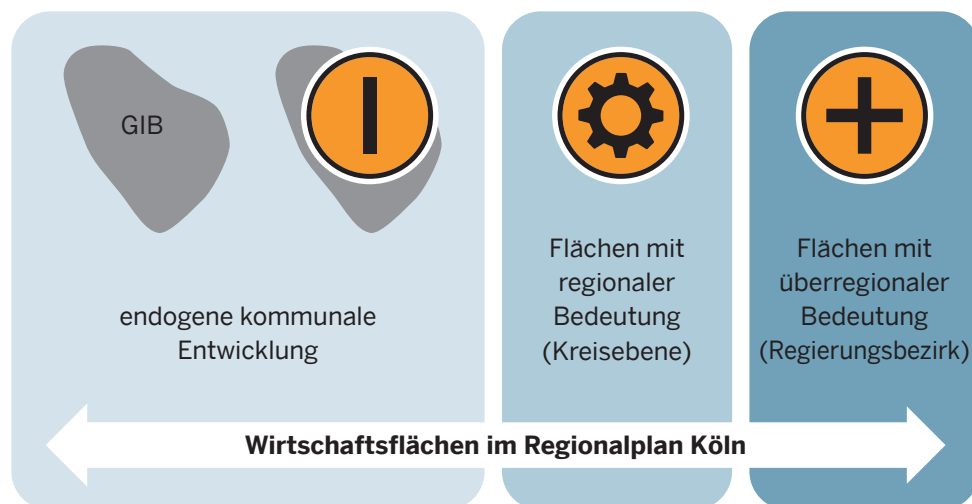 GIB
endogene kommunale
Entwicklung
Flächen mit
regionaler
Bedeutung
(Kreisebene)
Flächen mit
überregionaler
Bedeutung
(Regierungsbezirk)
Wirtschaftsflächen im Regionalplan Köln